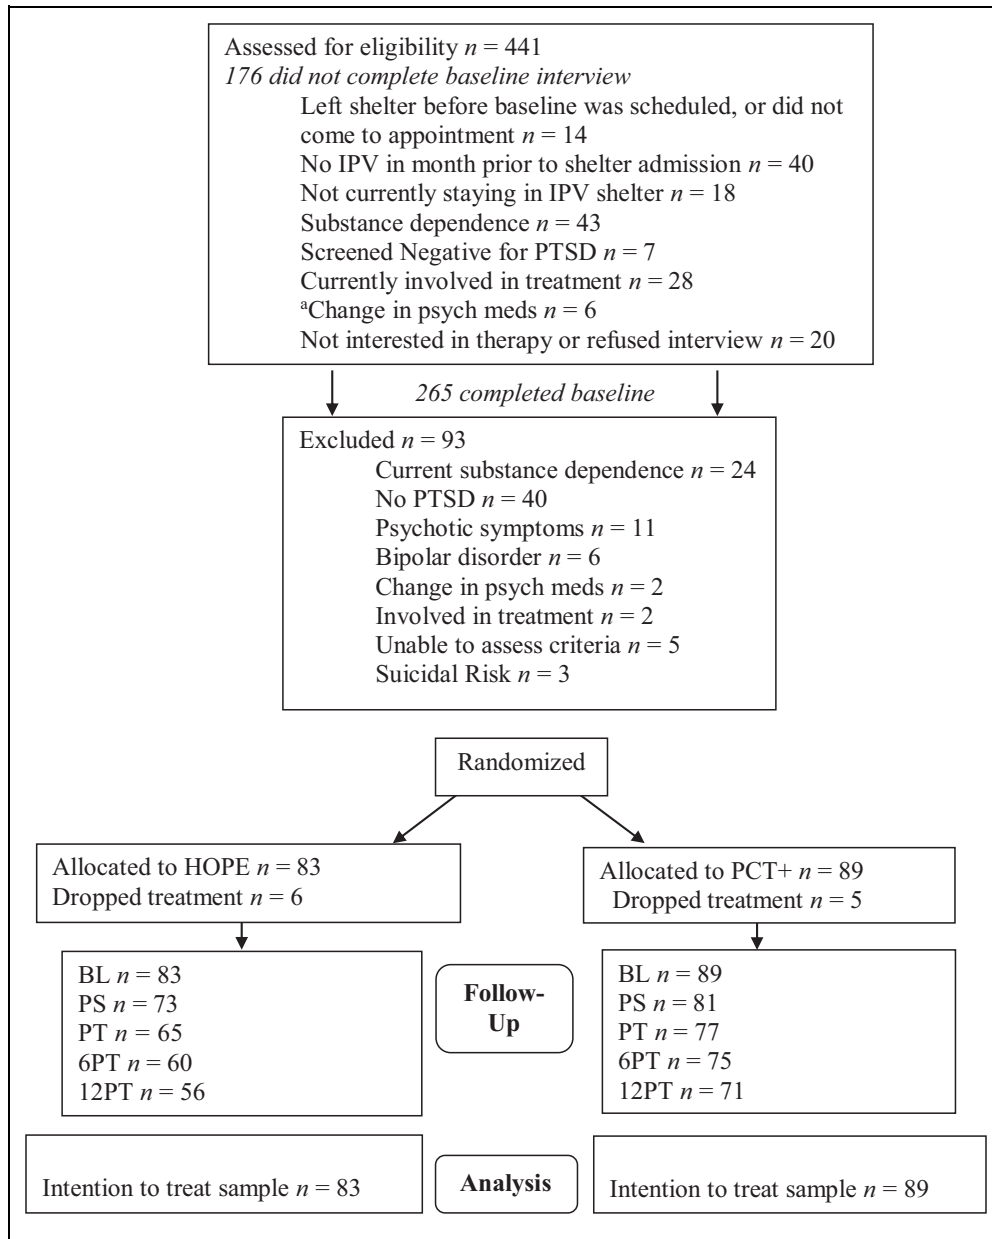 Assessed for eligibility n = 441
176 did not complete baseline interview
Left shelter before baseline was scheduled, or did not
come to appointment n = 14
No IPV in month prior to shelter admission n = 40
Not currently staying in IPV shelter n = 18
Substance dependence n = 43
Screened Negative for PTSD n = 7
Currently involved in treatment n = 28
aChange in psych meds n = 6
Not interested in therapy or refused interview n = 20
265 completed baseline
Excluded n = 93
Current substance dependence n = 24
No PTSD n = 40
Psychotic symptoms n = 11
Bipolar disorder n = 6
Change in psych meds n = 2
Involved in treatment n = 2
Unable to assess criteria n = 5
Suicidal Risk n = 3
Randomized
Allocated to HOPE n = 83
Dropped treatment n = 6
Allocated to PCT+ n = 89
Dropped treatment n = 5
BL n = 83
PS n = 73
PT n = 65
6PT n = 60
12PT n = 56
Follow-
Up
BL n = 89
PS n = 81
PT n = 77
6PT n = 75
12PT n = 71
Intention to treat sample n = 83
Analysis
Intention to treat sample n = 89